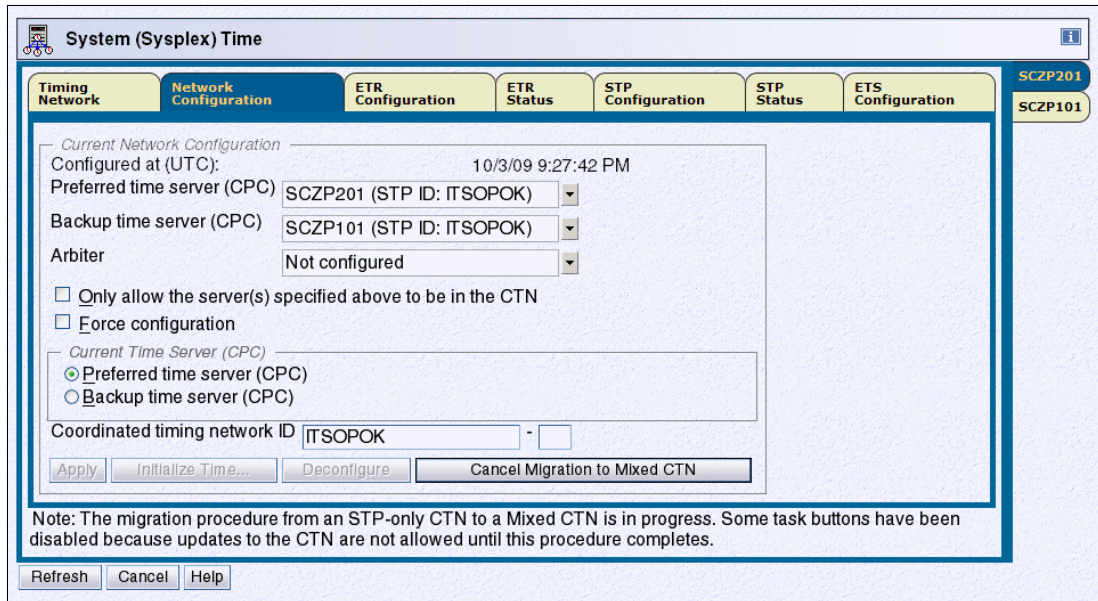 System (Sysplex) Time
i
SCZP201
SCZP101
Timing
Network
Network
Configuration
ETR
Configuration
ETR
Status
STP
Configuration
STP
Status
ETS
Configuration
Current Network Configuration
Configured at (UTC): 10/3/09 9:27:42 PM
Preferred time server (CPC) SCZP201 (STP ID: ITSOPOK)
Backup time server (CPC) SCZP101 (STP ID: ITSOPOK)
Arbiter Not configured
Only allow the server(s) specified above to be in the CTN
Force configuration
Current Time Server (CPC)
Preferred time server (CPC)
Backup time server (CPC)
Coordinated timing network ID ITSOPOK -
Apply Initialize Time... Deconfigure Cancel Migration to Mixed CTN
Note: The migration procedure from an STP-only CTN to a Mixed CTN is in progress. Some task buttons have been
disabled because updates to the CTN are not allowed until this procedure completes.
Refresh Cancel Help